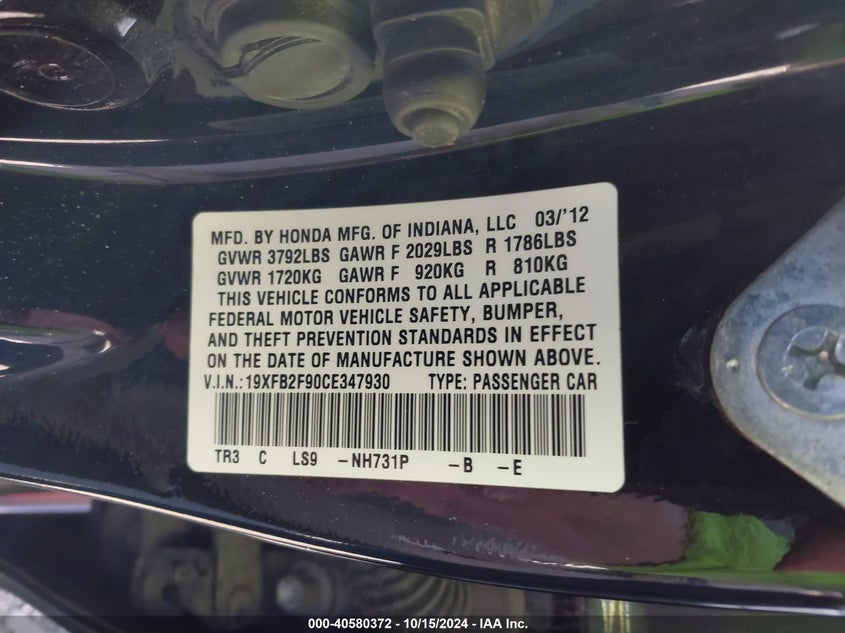 MFD. BY HONDA MFG. OF INDIANA, LLC 03/'12
GVWR 3792LBS GAWR F 2029LBS R 1786LBS
GVWR 1720KG GAWR F 920KG R 810KG
THIS VEHICLE CONFORMS TO ALL APPLICABLE
FEDERAL MOTOR VEHICLE SAFETY, BUMPER,
AND THEFT PREVENTION STANDARDS IN EFFECT
ON THE DATE OF MANUFACTURE SHOWN ABOVE.
V.I.N.:19XFB2F90CE347930 TYPE: PASSENGER CAR
TR3 C LS9 -NH731P -B -E
000-40580372 - 10/15/2024 - IAA Inc.